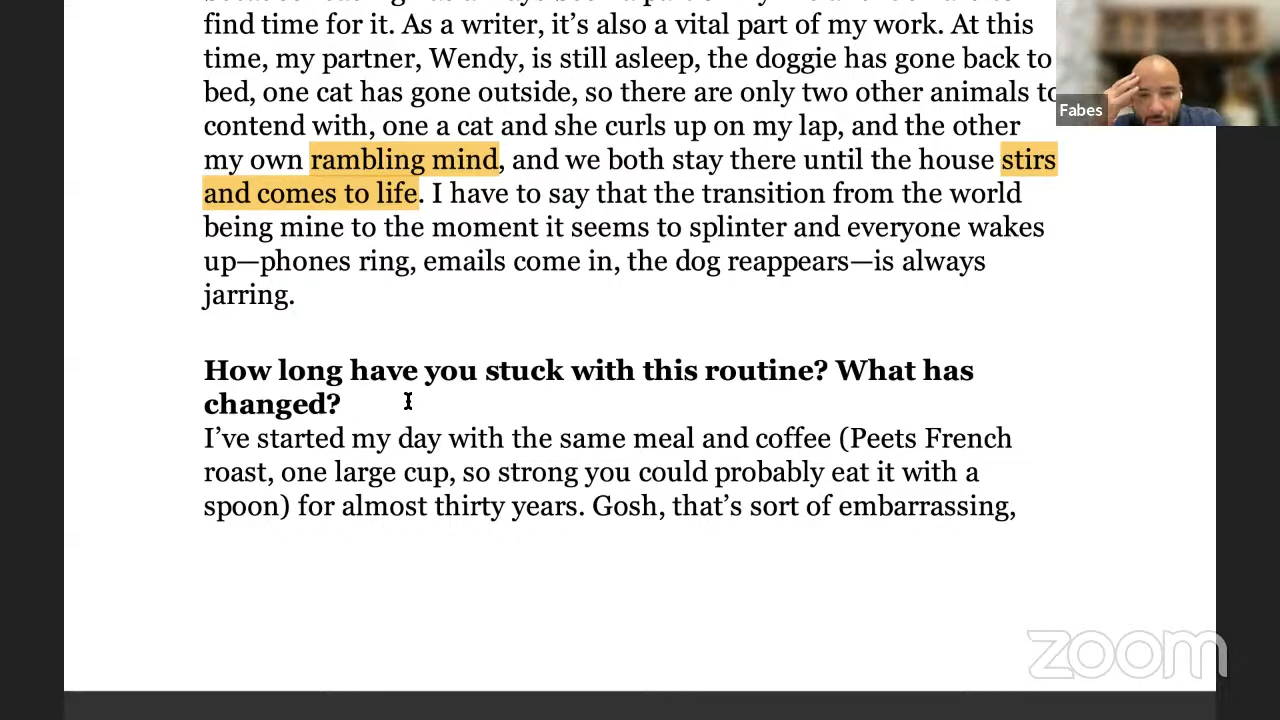 find time for it. As a writer, it's also a vital part of my work. At this
Fabes
time, my partner, Wendy, is still asleep, the doggie has gone back to
bed, one cat has gone outside, so there are only two other animals to
contend with, one a cat and she curls up on my lap, and the other
my own rambling mind, and we both stay there until the house stirs
and comes to life. I have to say that the transition from the world
being mine to the moment it seems to splinter and everyone wakes
up—phones ring, emails come in, the dog reappears—is always
jarring.
How long have you stuck with this routine? What has
changed?
I've started my day with the same meal and coffee (Peets French
roast, one large cup, so strong you could probably eat it with a
spoon) for almost thirty years. Gosh, that's sort of embarrassing,
zoom